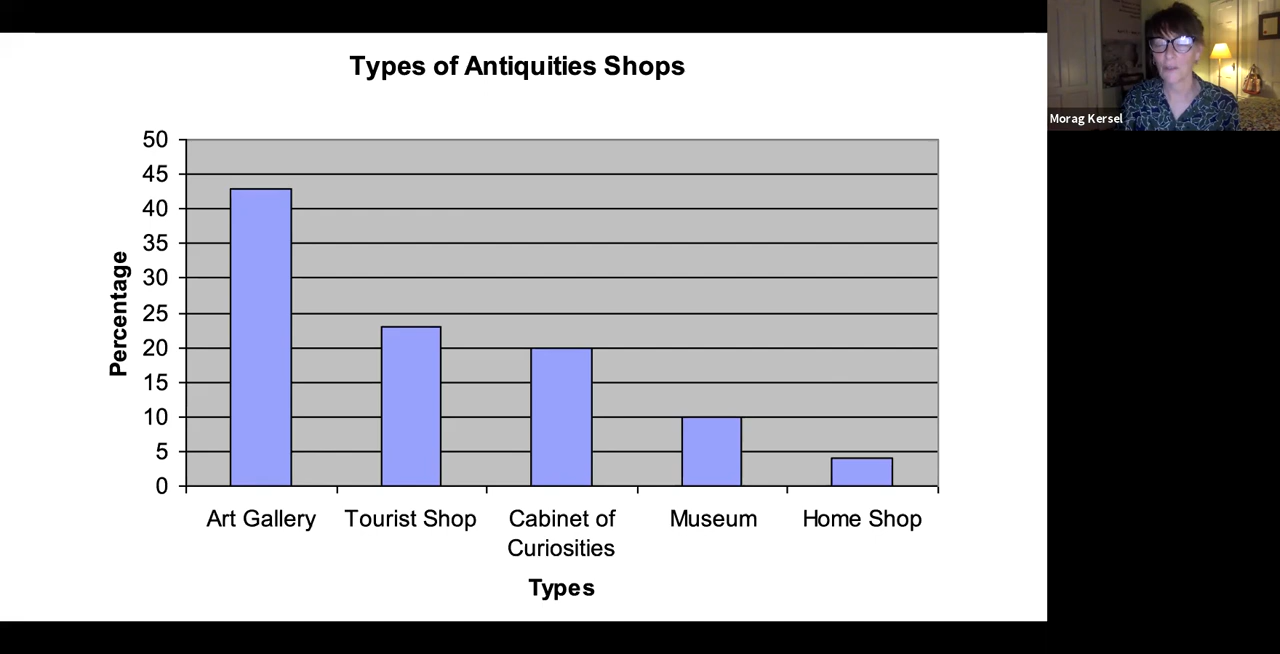 Types of Antiquities Shops
Morag Kersel
50
45
40
35
30
25
20
15
10
5
0
Percentage
Art Gallery
Tourist Shop
Cabinet of
Curiosities
Museum
Home Shop
Types